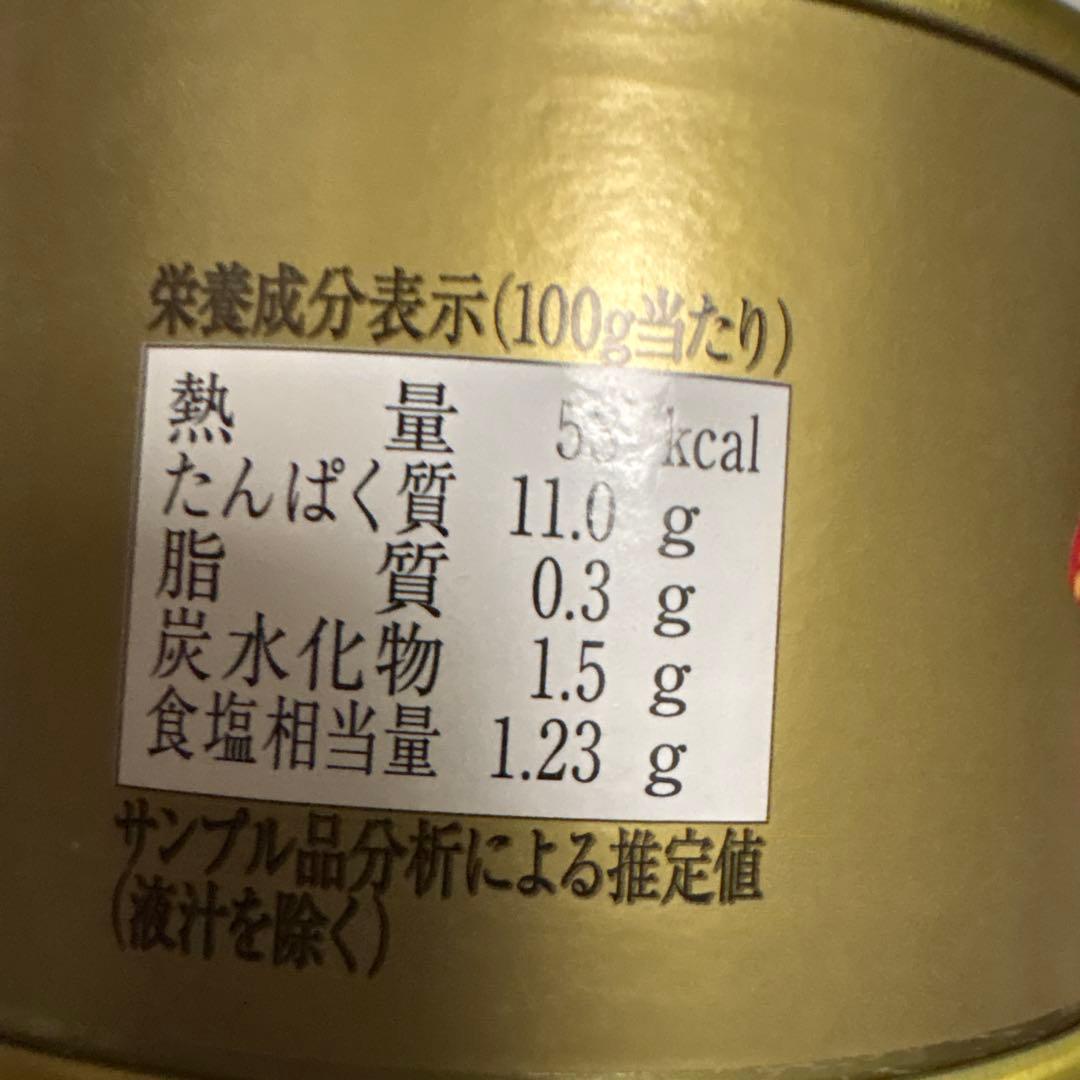 栄養成分表示(100g当たり)
熱量 kcal
たんぱく質 11.0 g
脂質 0.3 g
炭水化物 1.5 g
食塩相当量 1.23 g
サンプル品分析による推定値
(液汁を除く)